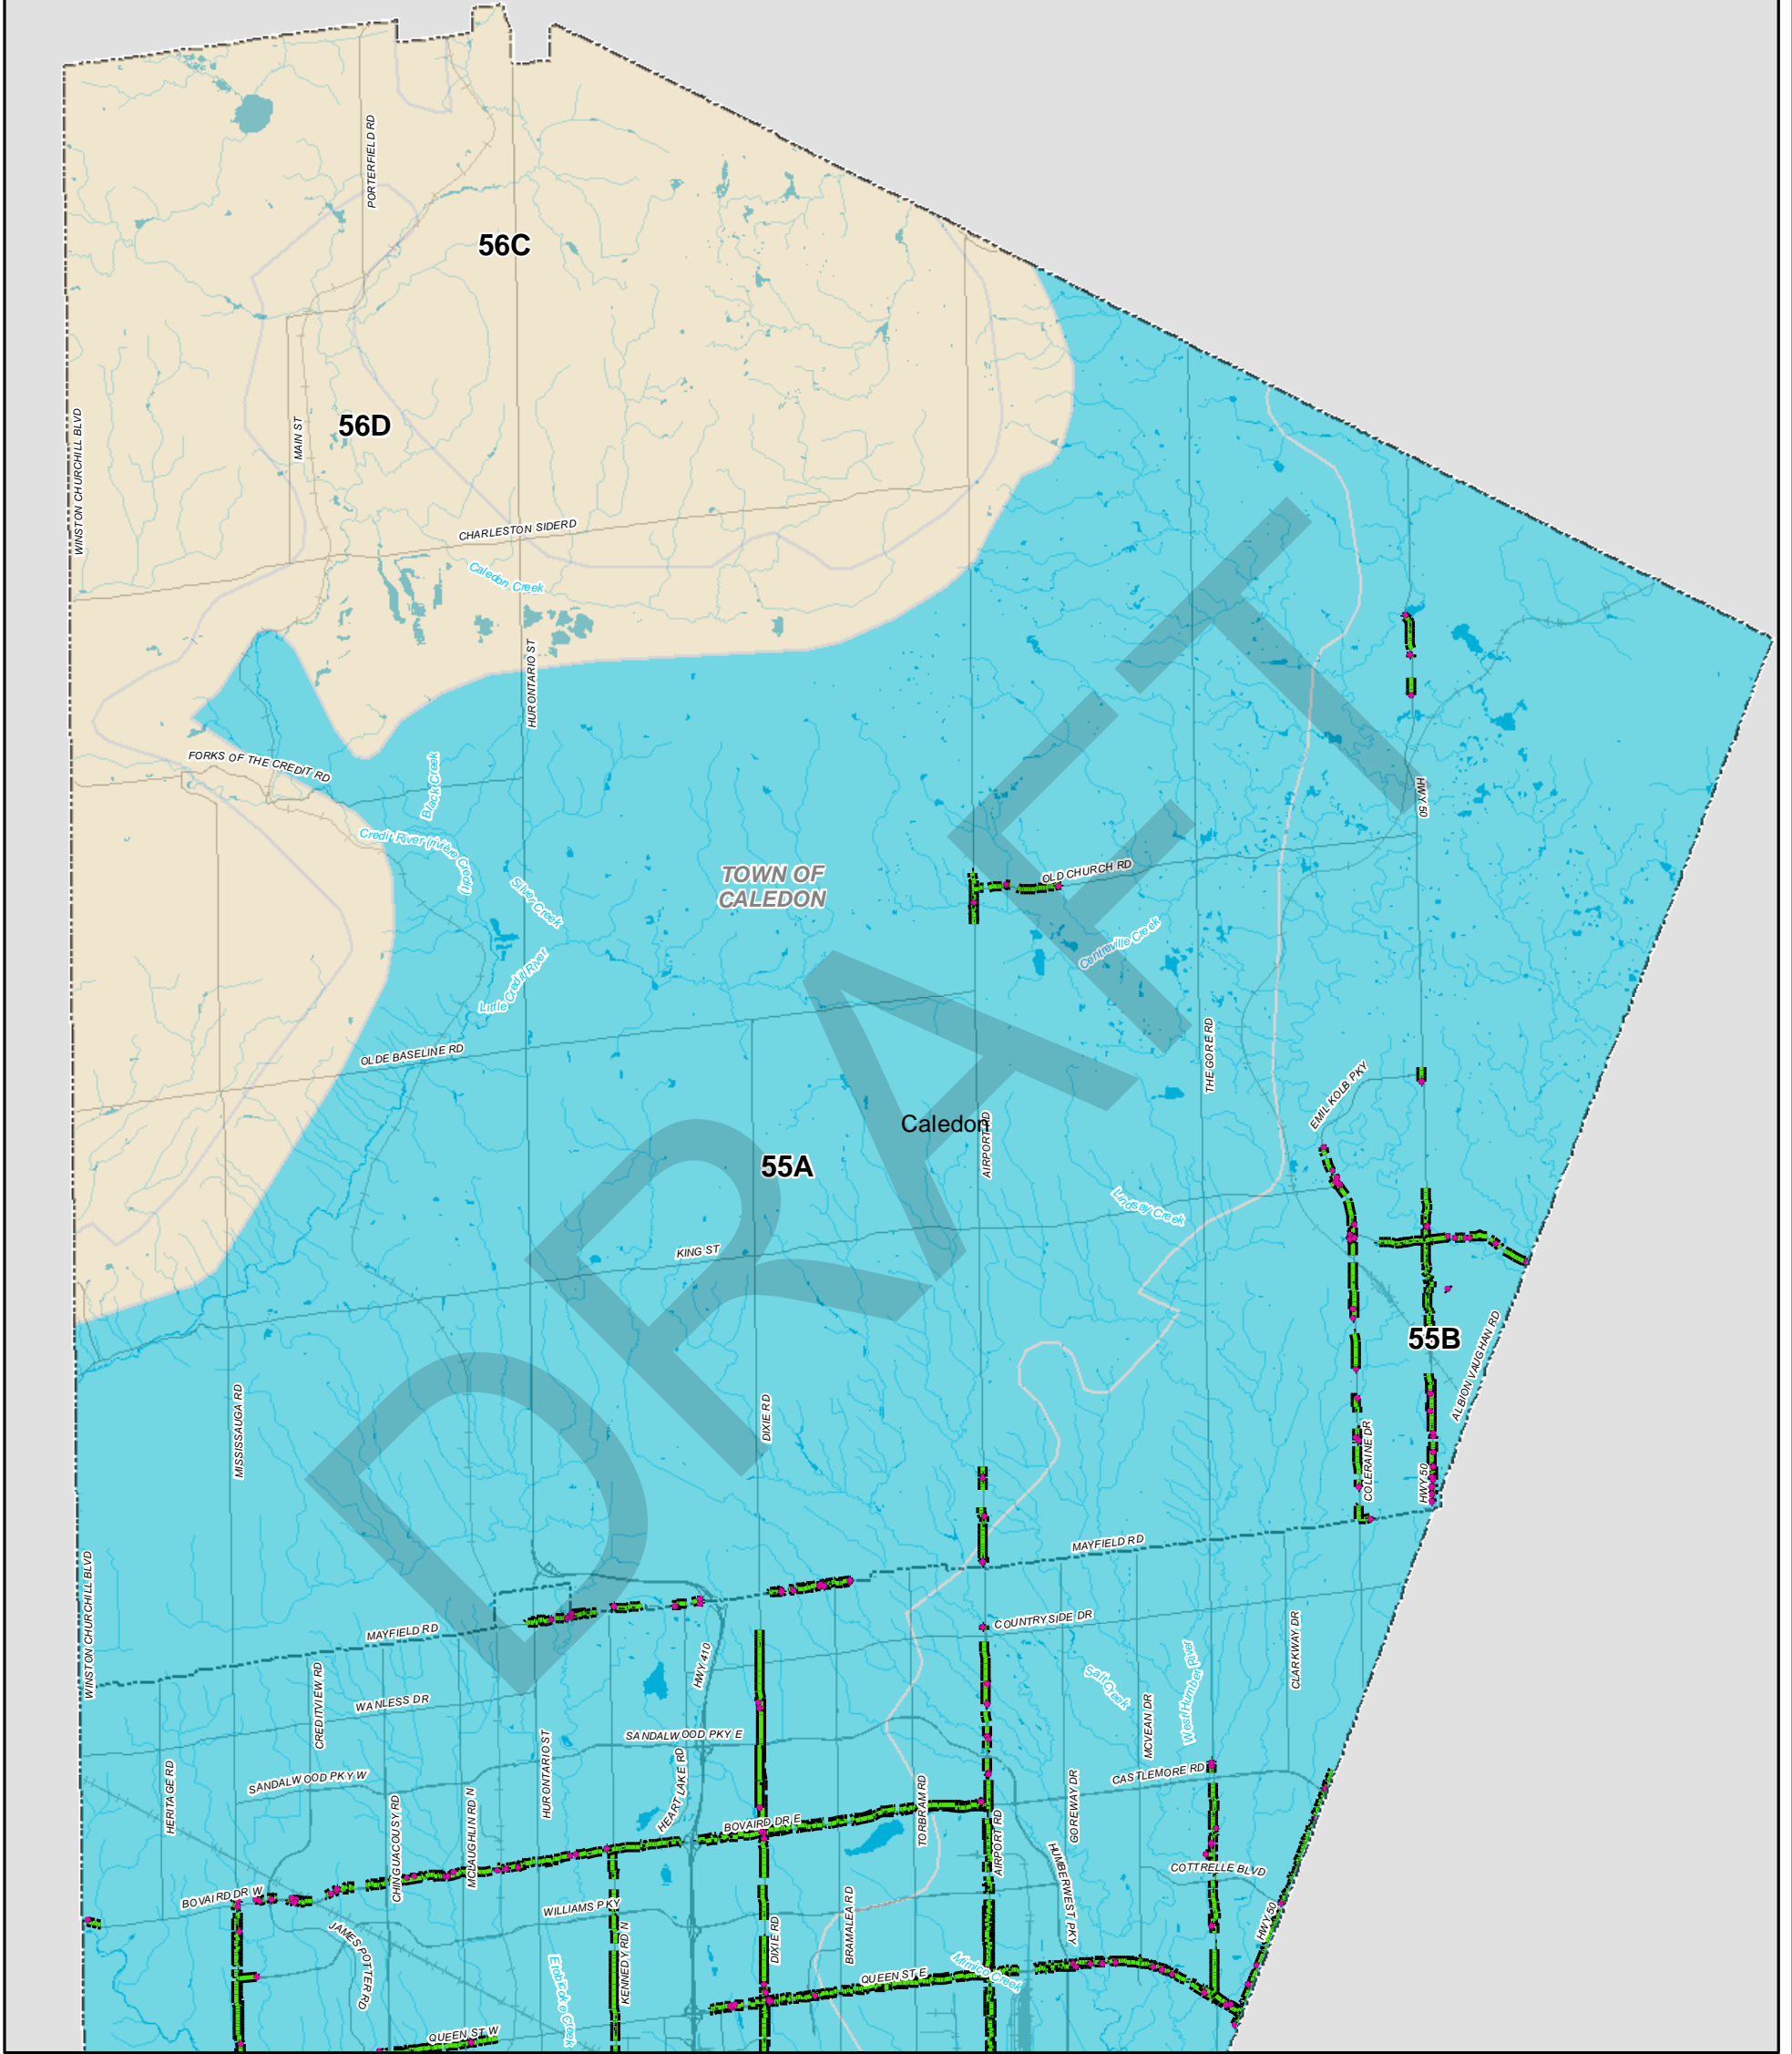 PORTERFIELD RD
56C
WINSTON CHURCHILL BLVD
MAIN ST
56D
CHARLESTON SIDERD
Caledon Creek
HURONTARIO ST
FORKS OF THE CREDIT RD
Black Creek
HWY 50
Credit River (rivière
Credit)
Silver Creek
TOWN OF
CALEDON
OLD CHURCH RD
Centreville Creek
Little Credit River
OLDE BASELINE RD
THE GORE RD
EMIL KOLB PKY
Caledon
AIRPORT RD
55A
Lindsay Creek
KING ST
DRAFT
55B
ALBION VAUGHAN RD
MISSISSAUGA RD
DIXIE RD
COLERAINE DR
HWY 50
MAYFIELD RD
WINSTON CHURCHILL BLVD
MAYFIELD RD
COUNTRYSIDE DR
CLARKWAY DR
HWY 410
CREDITVIEW RD
WANLESS DR
Salt Creek
West Humber River
MCVEAN DR
SANDALWOOD PKY E
HURONTARIO ST
HERITAGE RD
SANDALWOOD PKY W
HEART LAKE RD
CASTLEMORE RD
CHINGUACOUSY RD
MCLAUGHLIN RD N
TORBRAM RD
GOREWAY DR
BOVAIRD DR E
AIRPORT RD
HUMBERWEST PKY
COTTRELLE BLVD
BOVAIRD DR W
WILLIAMS PKY
JAMES POTTER RD
KENNEDY RD N
DIXIE RD
BRAMALEA RD
HWY 50
Etobicoke Creek
QUEEN ST E
Mimico Creek
QUEEN ST W